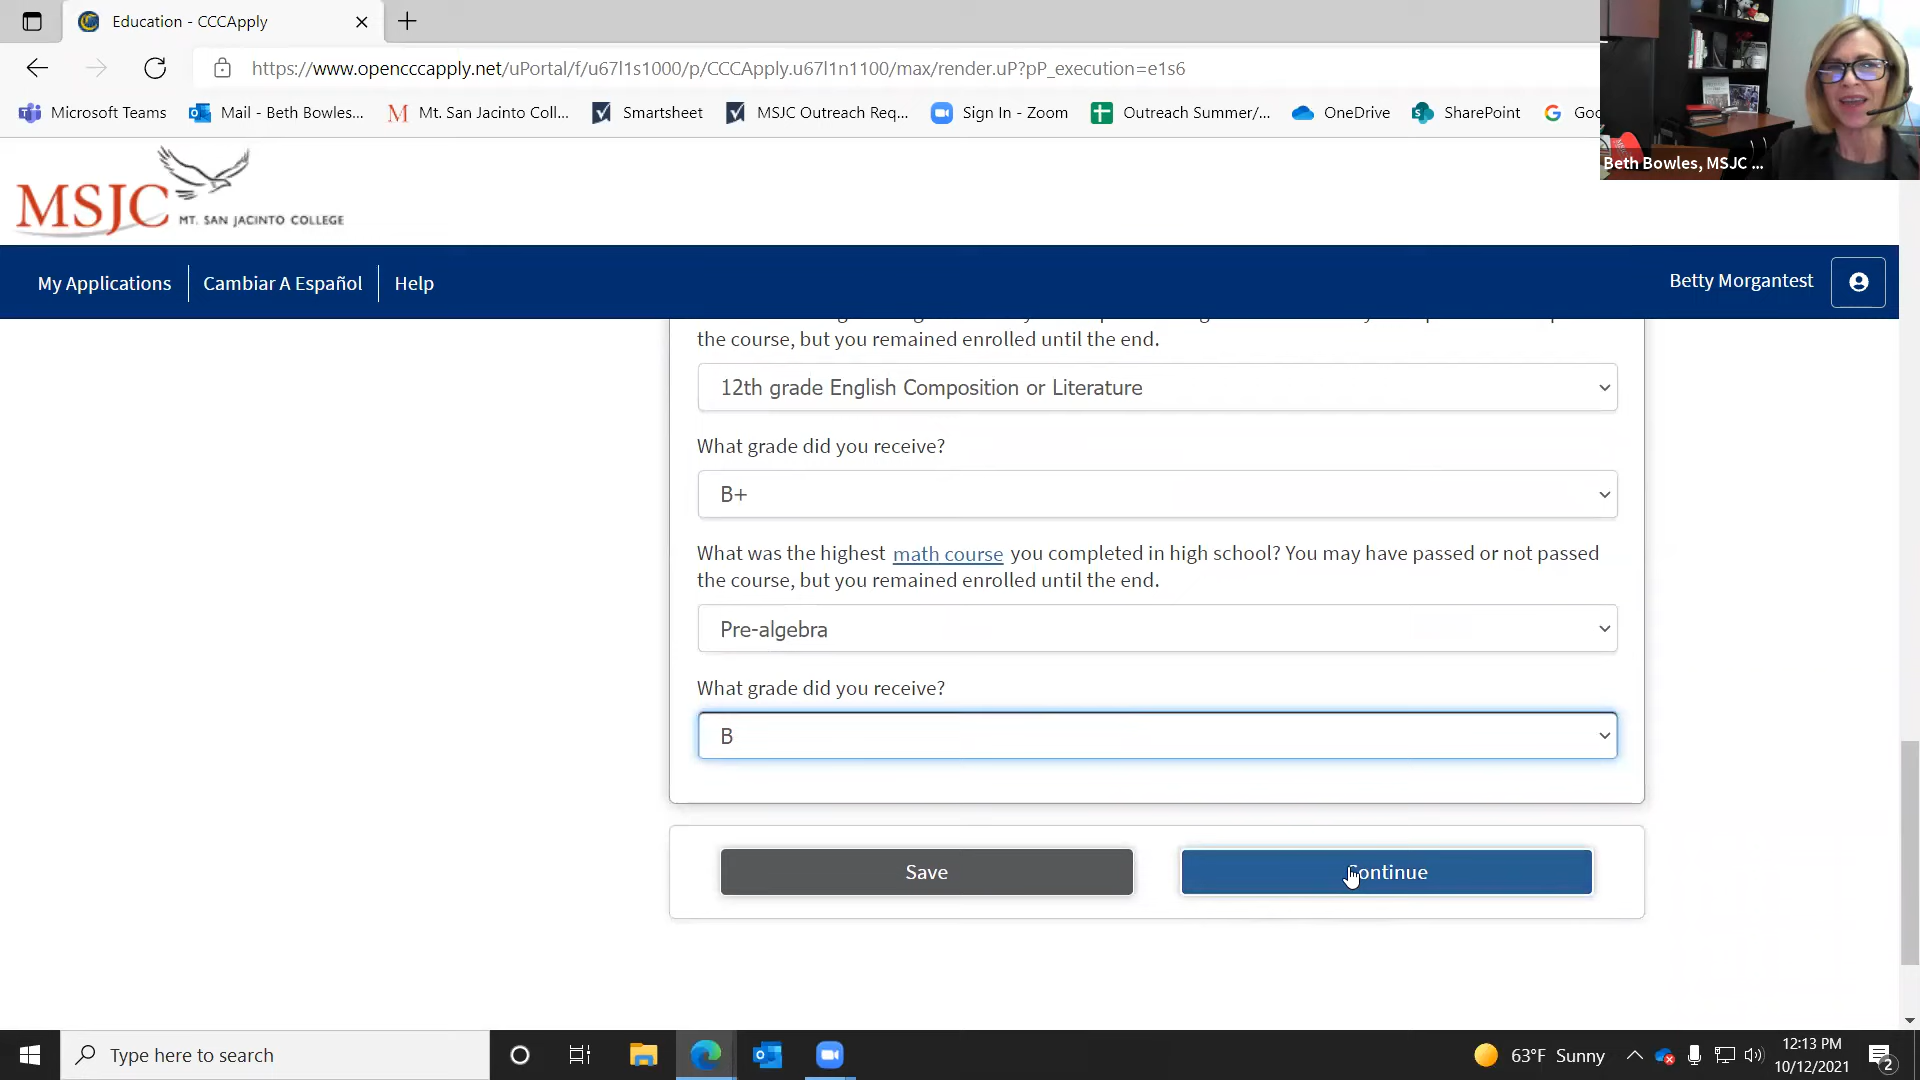 Education - CCCApply
https://www.opencccapply.net/uPortal/f/u67l1s1000/p/CCCApply.u67l1n1100/max/render.uP?pP_execution=e1s6
Microsoft Teams
Mail - Beth Bowles...
Mt. San Jacinto Coll...
Smartsheet
MSJC Outreach Req...
Sign In - Zoom
Outreach Summer/...
OneDrive
SharePoint
Goo
Beth Bowles, MSJC ...
MSJC MT. SAN JACINTO COLLEGE
My Applications
Cambiar A Español
Help
Betty Morgantest
the course, but you remained enrolled until the end.
12th grade English Composition or Literature
What grade did you receive?
B+
What was the highest math course you completed in high school? You may have passed or not passed
the course, but you remained enrolled until the end.
Pre-algebra
What grade did you receive?
B
Save
Continue
Type here to search
63°F Sunny
12:13 PM
10/12/2021
2